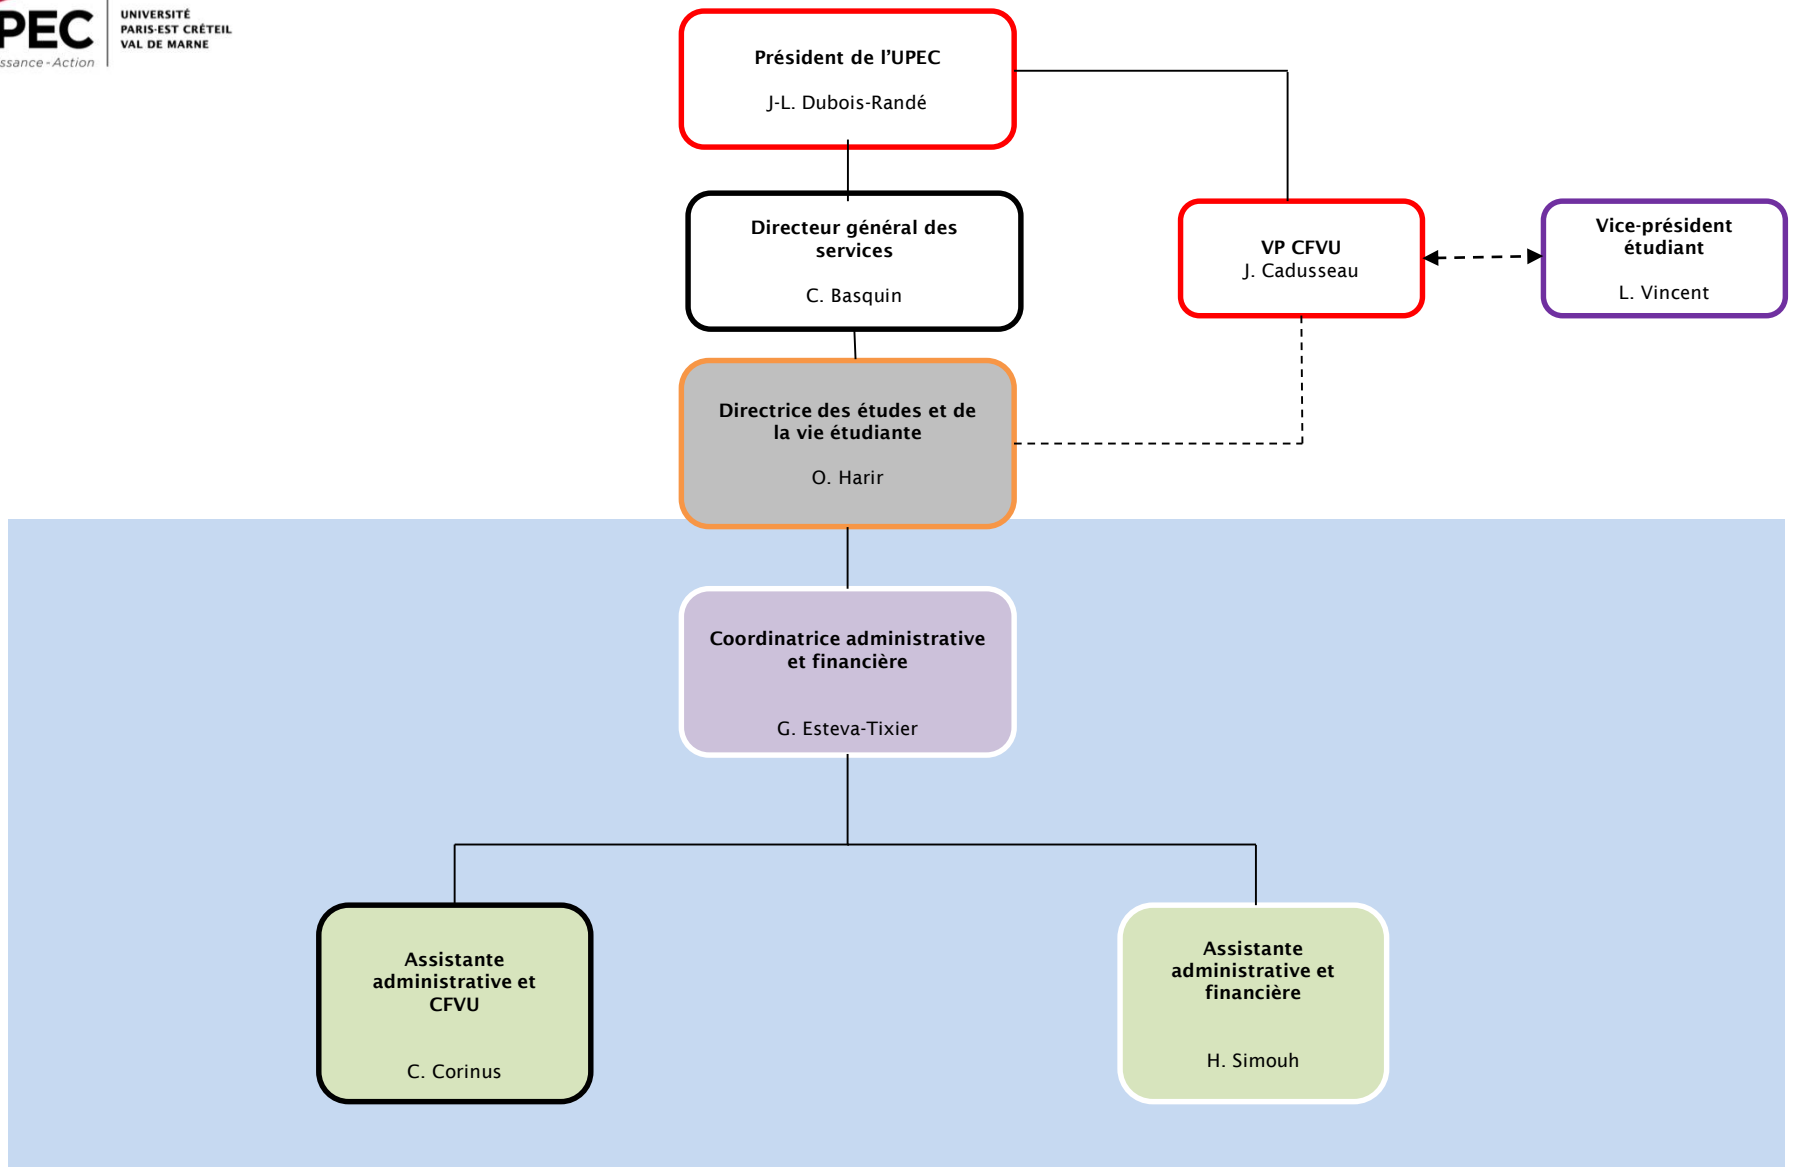 PEC
UNIVERSITÉ
PARIS-EST CRÉTEIL
VAL DE MARNE
ssance - Action
Président de l'UPEC
J-L. Dubois-Randé
Directeur général des
services
C. Basquin
VP CFVU
J. Cadusseau
Vice-président
étudiant
L. Vincent
Directrice des études et de
la vie étudiante
O. Harir
Coordinatrice administrative
et financière
G. Esteva-Tixier
Assistante
administrative et
CFVU
C. Corinus
Assistante
administrative et
financière
H. Simouh